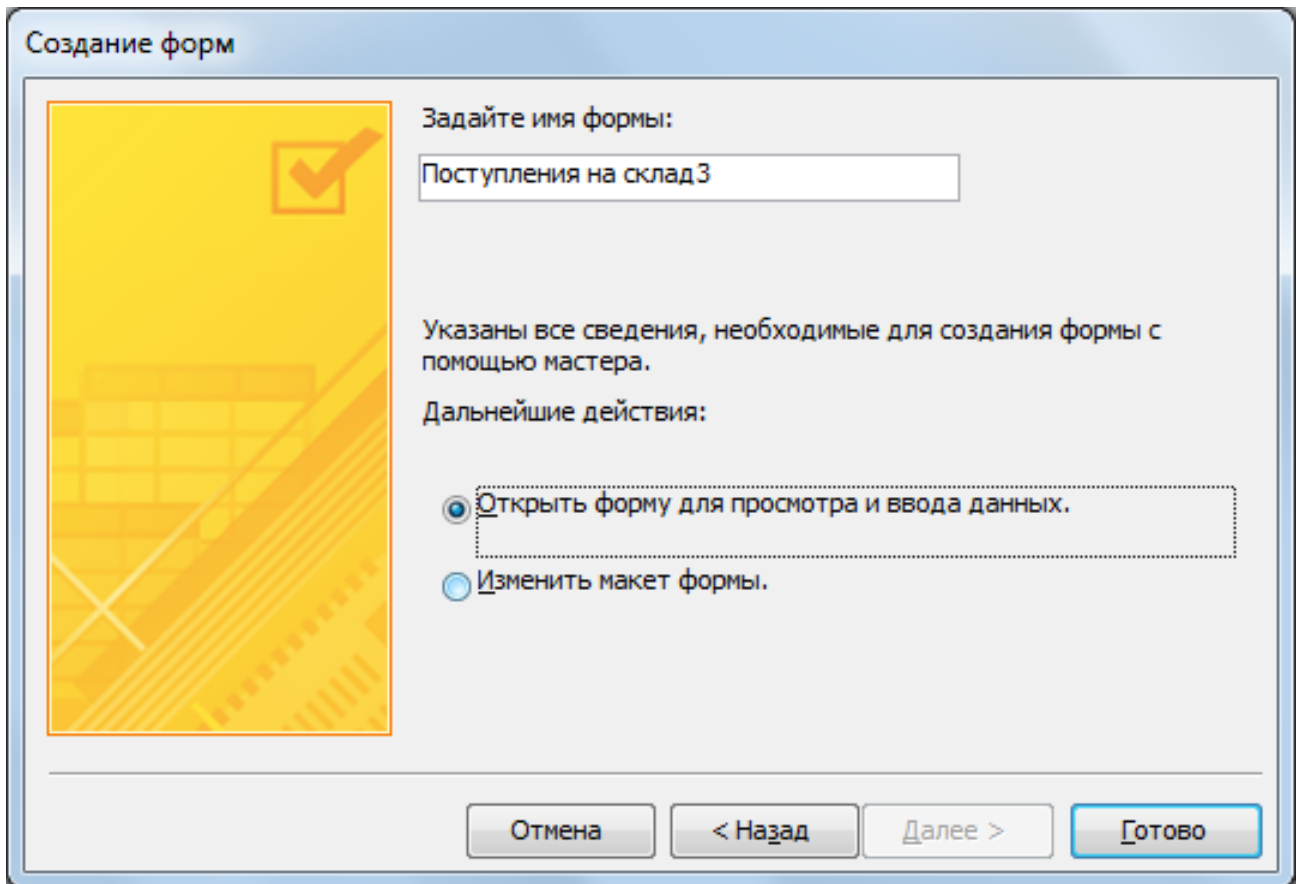 Создание форм
Задайте имя формы:
Поступления на склад3
Указаны все сведения, необходимые для создания формы с
помощью мастера.
Дальнейшие действия:
Открыть форму для просмотра и ввода данных.
Изменить макет формы.
Отмена
< Назад
Далее >
Готово